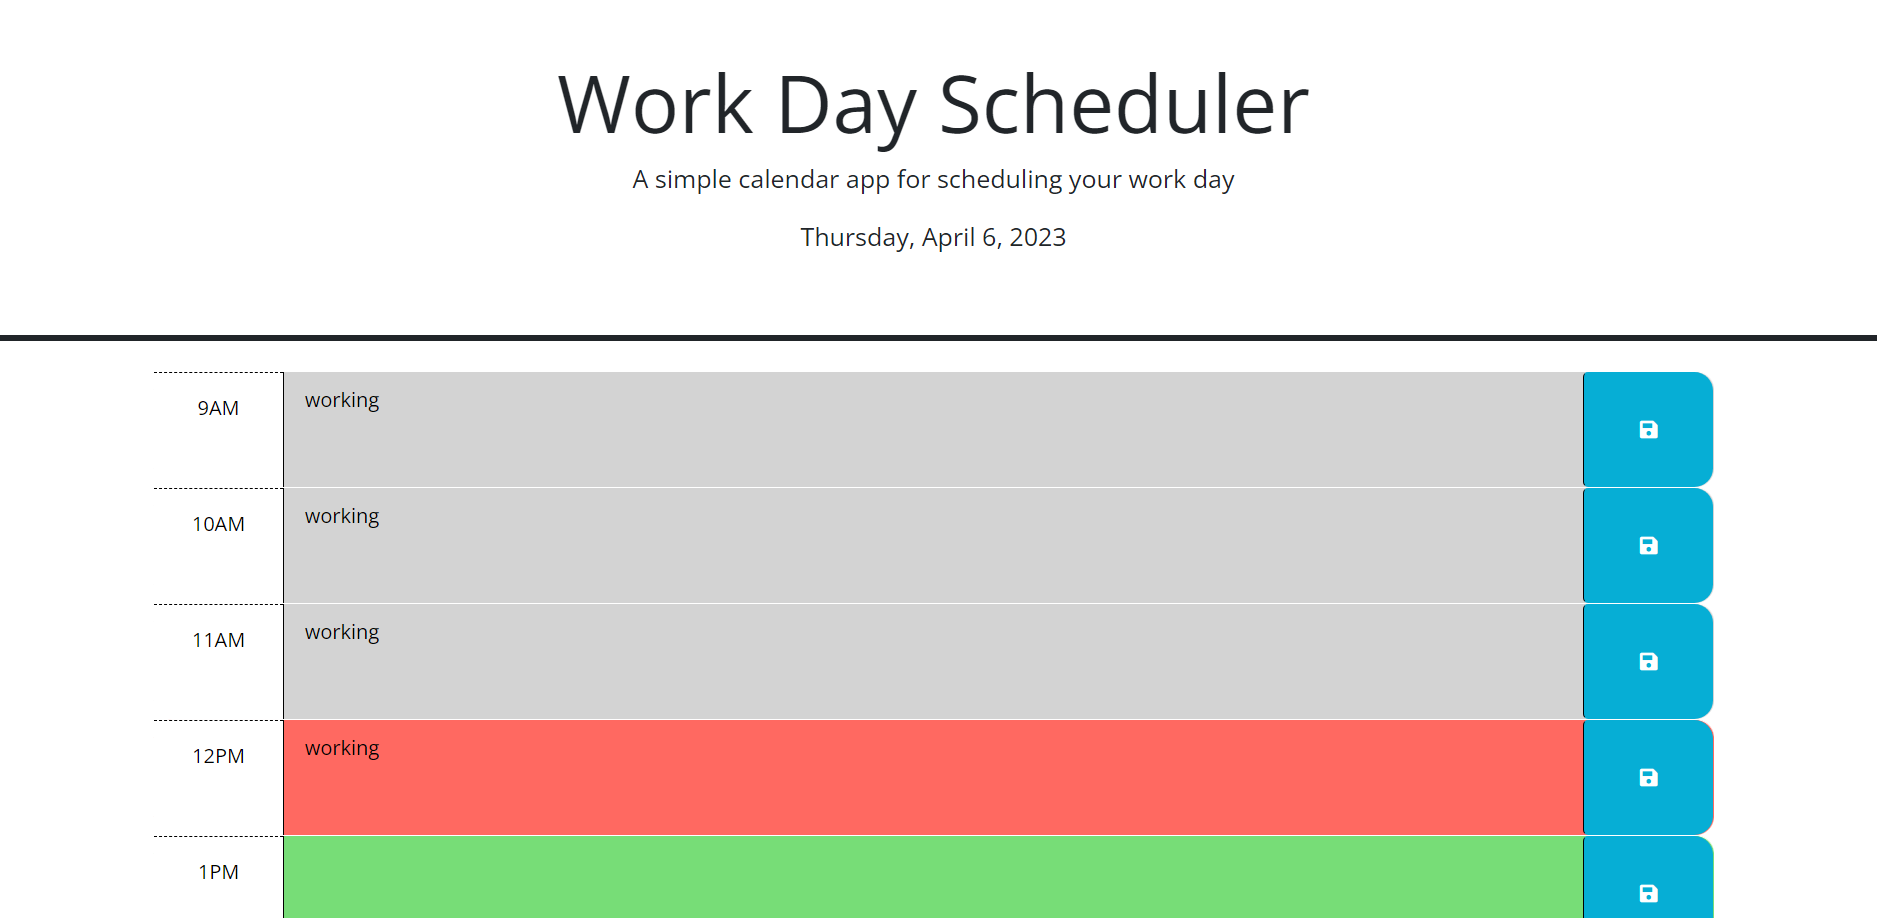 Work Day Scheduler
A simple calendar app for scheduling your work day
Thursday, April 6, 2023
9AM
working
10AM
working
11AM
working
12PM
working
1PM